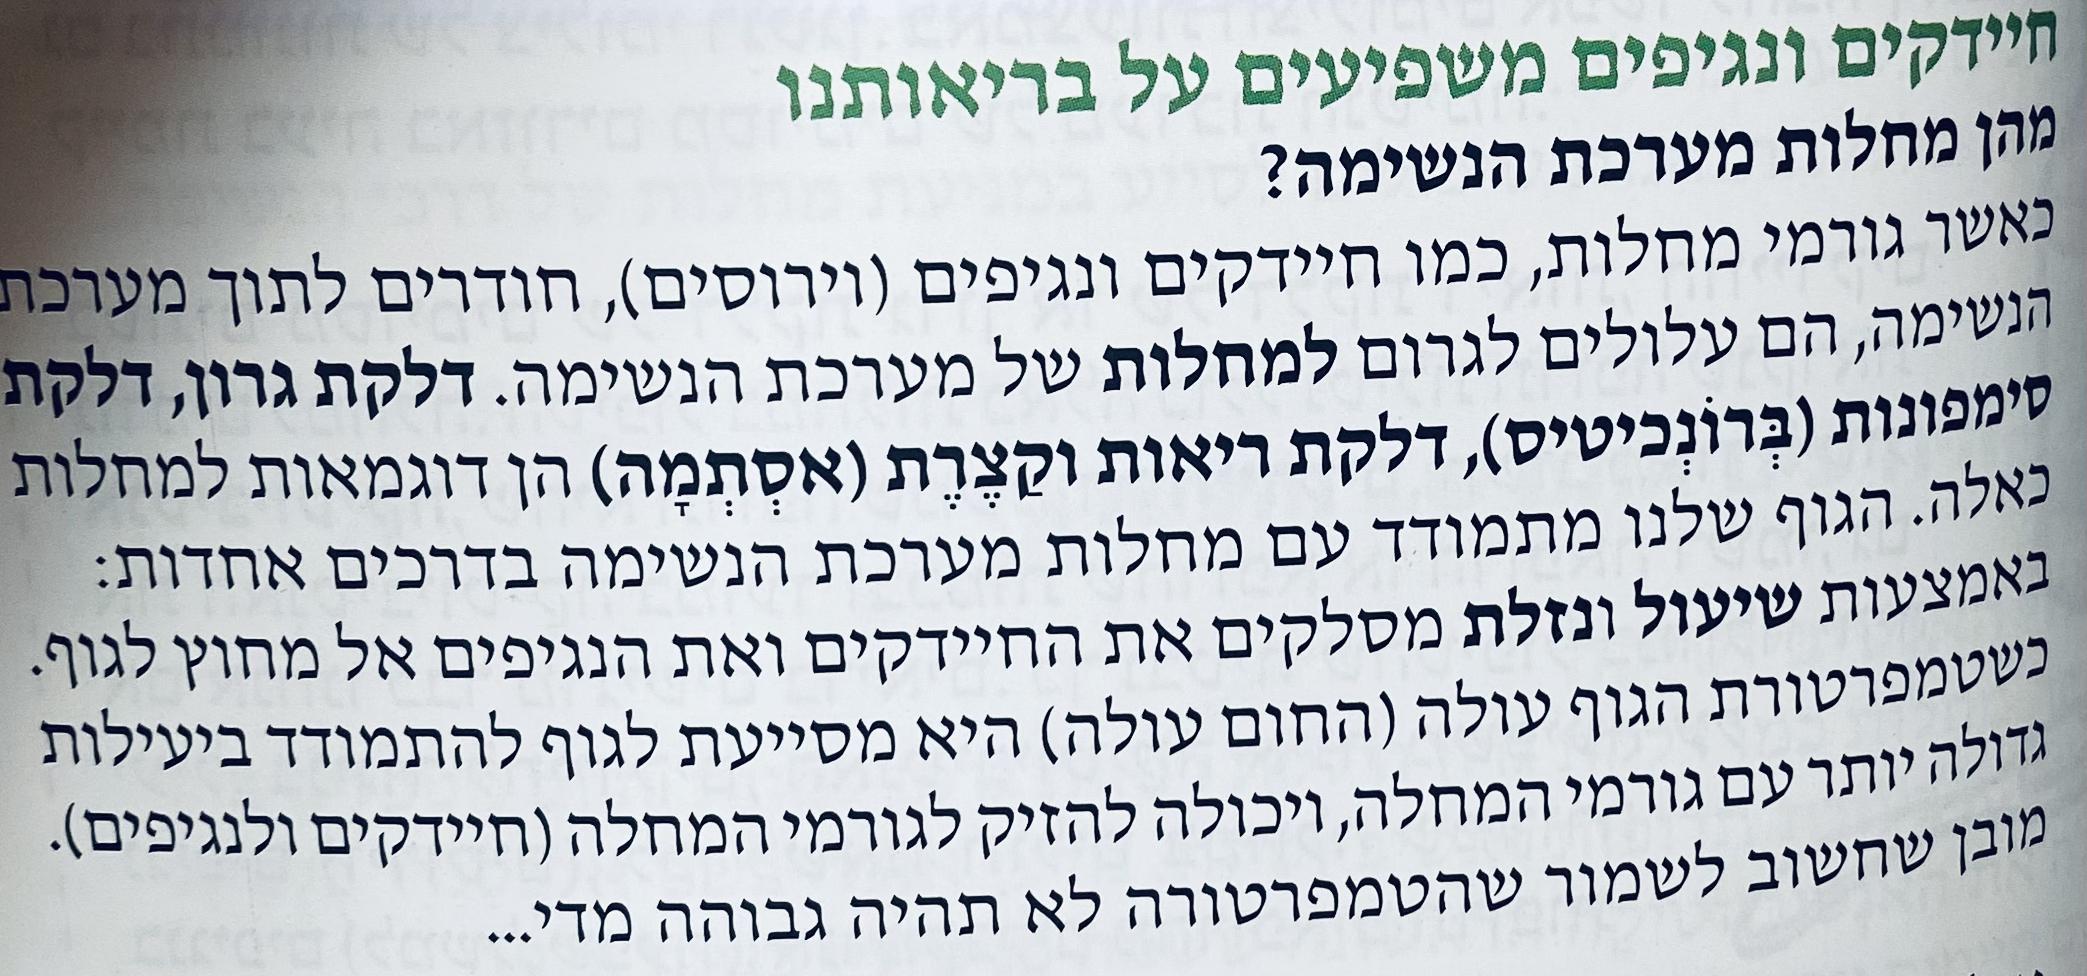 חיידקים ונגיפים משפיעים על בריאותנו
מהן מחלות מערכת הנשימה?
כאשר גורמי מחלות, כמו חיידקים ונגיפים (וירוסים), חודרים לתוך מערכת
הנשימה, הם עלולים לגרום למחלות של מערכת הנשימה. דלקת גרון, דלקת
סימפונות (בְּרוֹנְכיטיס), דלקת ריאות וקַצֶּרֶת (אסְתְמָה) הן דוגמאות למחלות
כאלה. הגוף שלנו מתמודד עם מחלות מערכת הנשימה בדרכים אחדות:
באמצעות שיעול ונזלת מסלקים את החיידקים ואת הנגיפים אל מחוץ לגוף.
כשטמפרטורת הגוף עולה (החום עולה) היא מסייעת לגוף להתמודד ביעילות
גדולה יותר עם גורמי המחלה, ויכולה להזיק לגורמי המחלה (חיידקים ולנגיפים).
מובן שחשוב לשמור שהטמפרטורה לא תהיה גבוהה מדי...